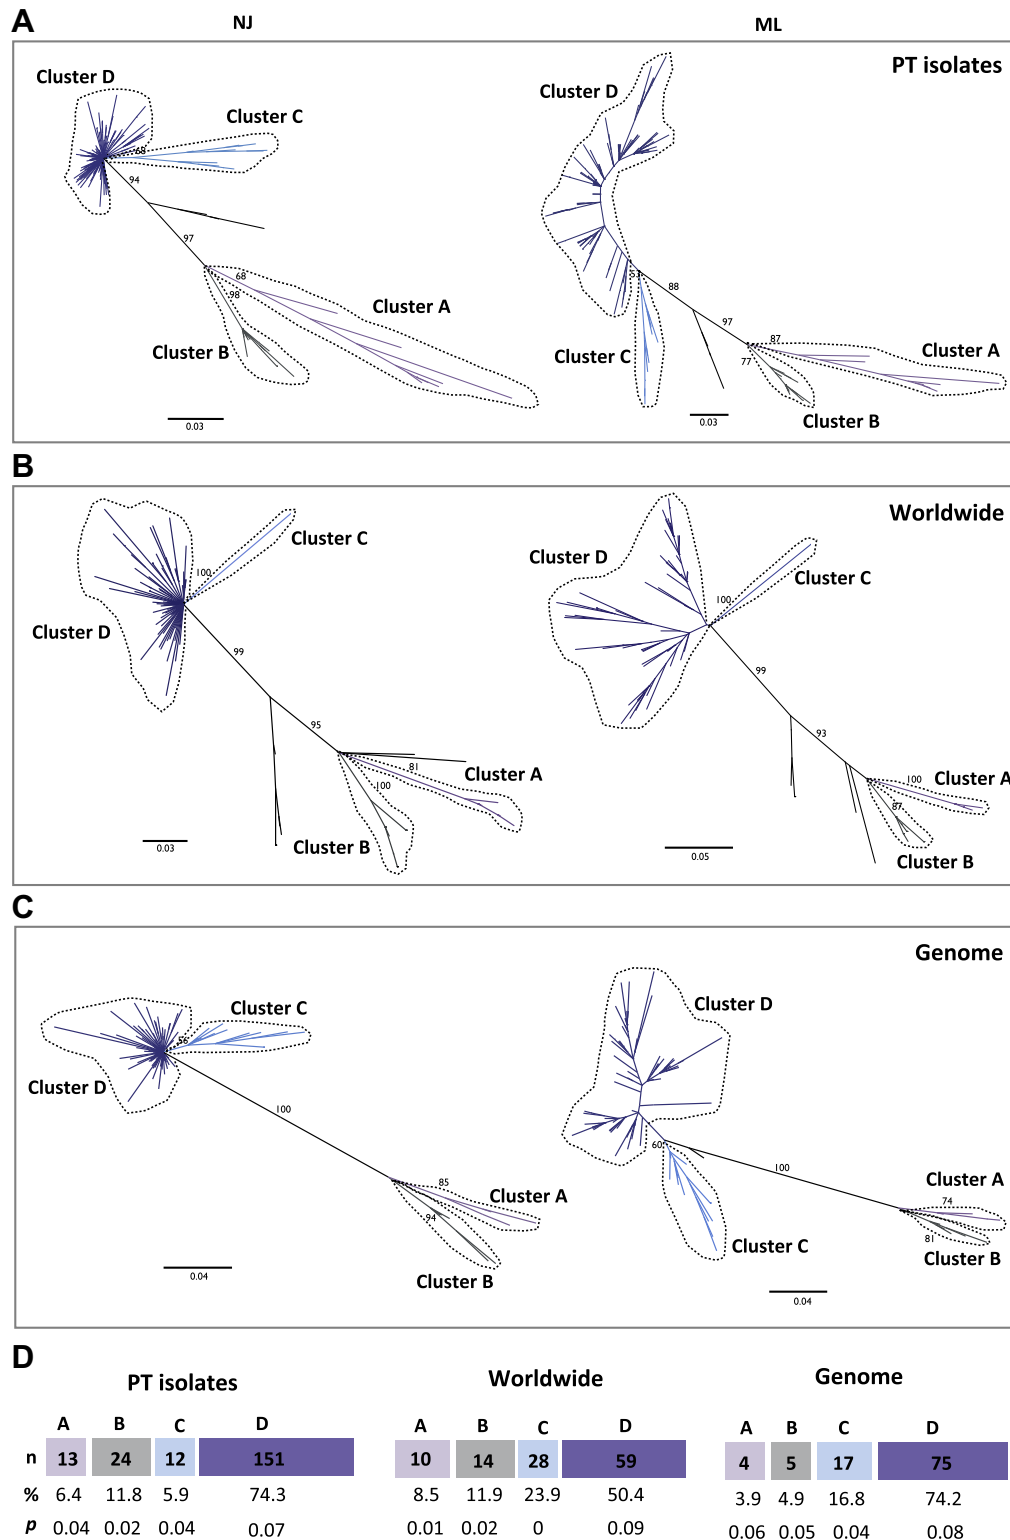 A
NJ
ML
PT isolates
Cluster D
Cluster C
68
94
97
68
98
Cluster A
Cluster B
0.03
Cluster D
53
88
97
87
77
Cluster C
Cluster A
Cluster B
0.03
B
Worldwide
Cluster C
100
Cluster D
99
95
81
100
Cluster A
Cluster B
0.03
Cluster D
Cluster C
100
99
93
100
87
Cluster A
Cluster B
0.05
C
Genome
Cluster C
56
Cluster D
100
85
94
Cluster A
Cluster B
0.04
Cluster D
60
100
74
81
Cluster A
Cluster B
Cluster C
0.04
D
PT isolates
A B C D
n 13 24 12 151
% 6.4 11.8 5.9 74.3
p 0.04 0.02 0.04 0.07
Worldwide
A B C D
10 14 28 59
8.5 11.9 23.9 50.4
0.01 0.02 0 0.09
Genome
A B C D
4 5 17 75
3.9 4.9 16.8 74.2
0.06 0.05 0.04 0.08